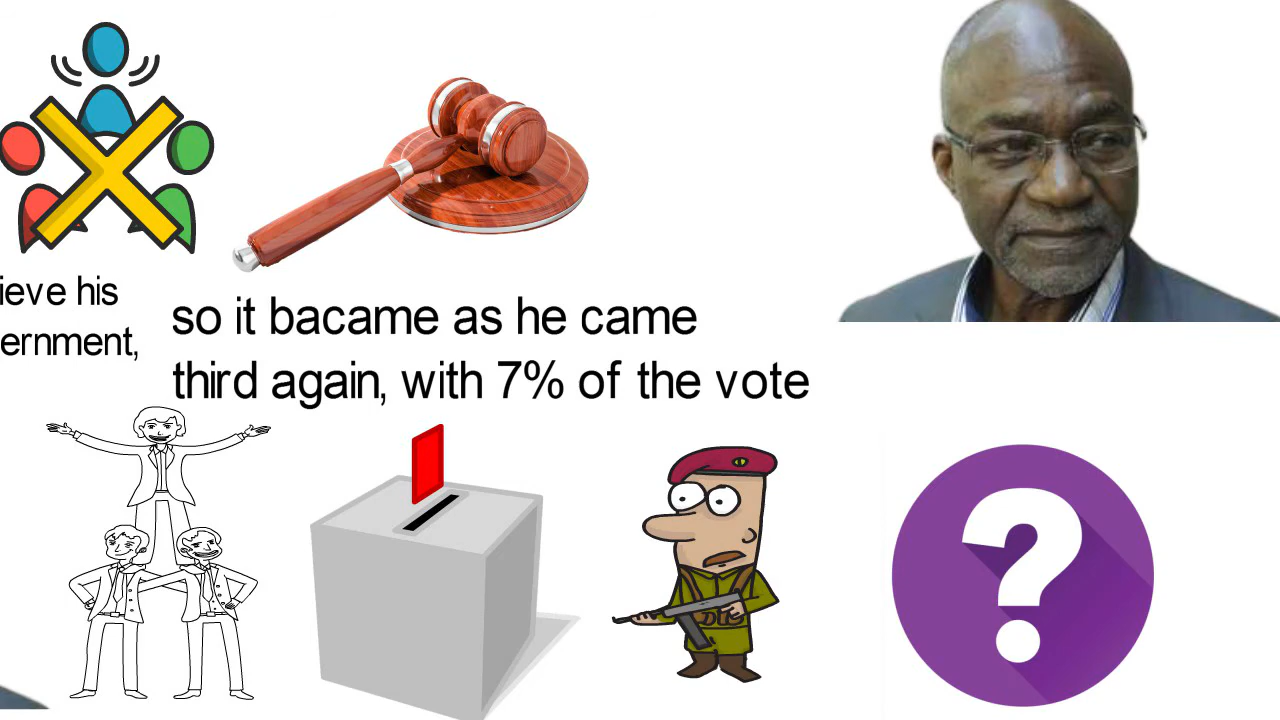 ieve his
ernment,
so it bacame as he came
third again, with 7% of the vote
?